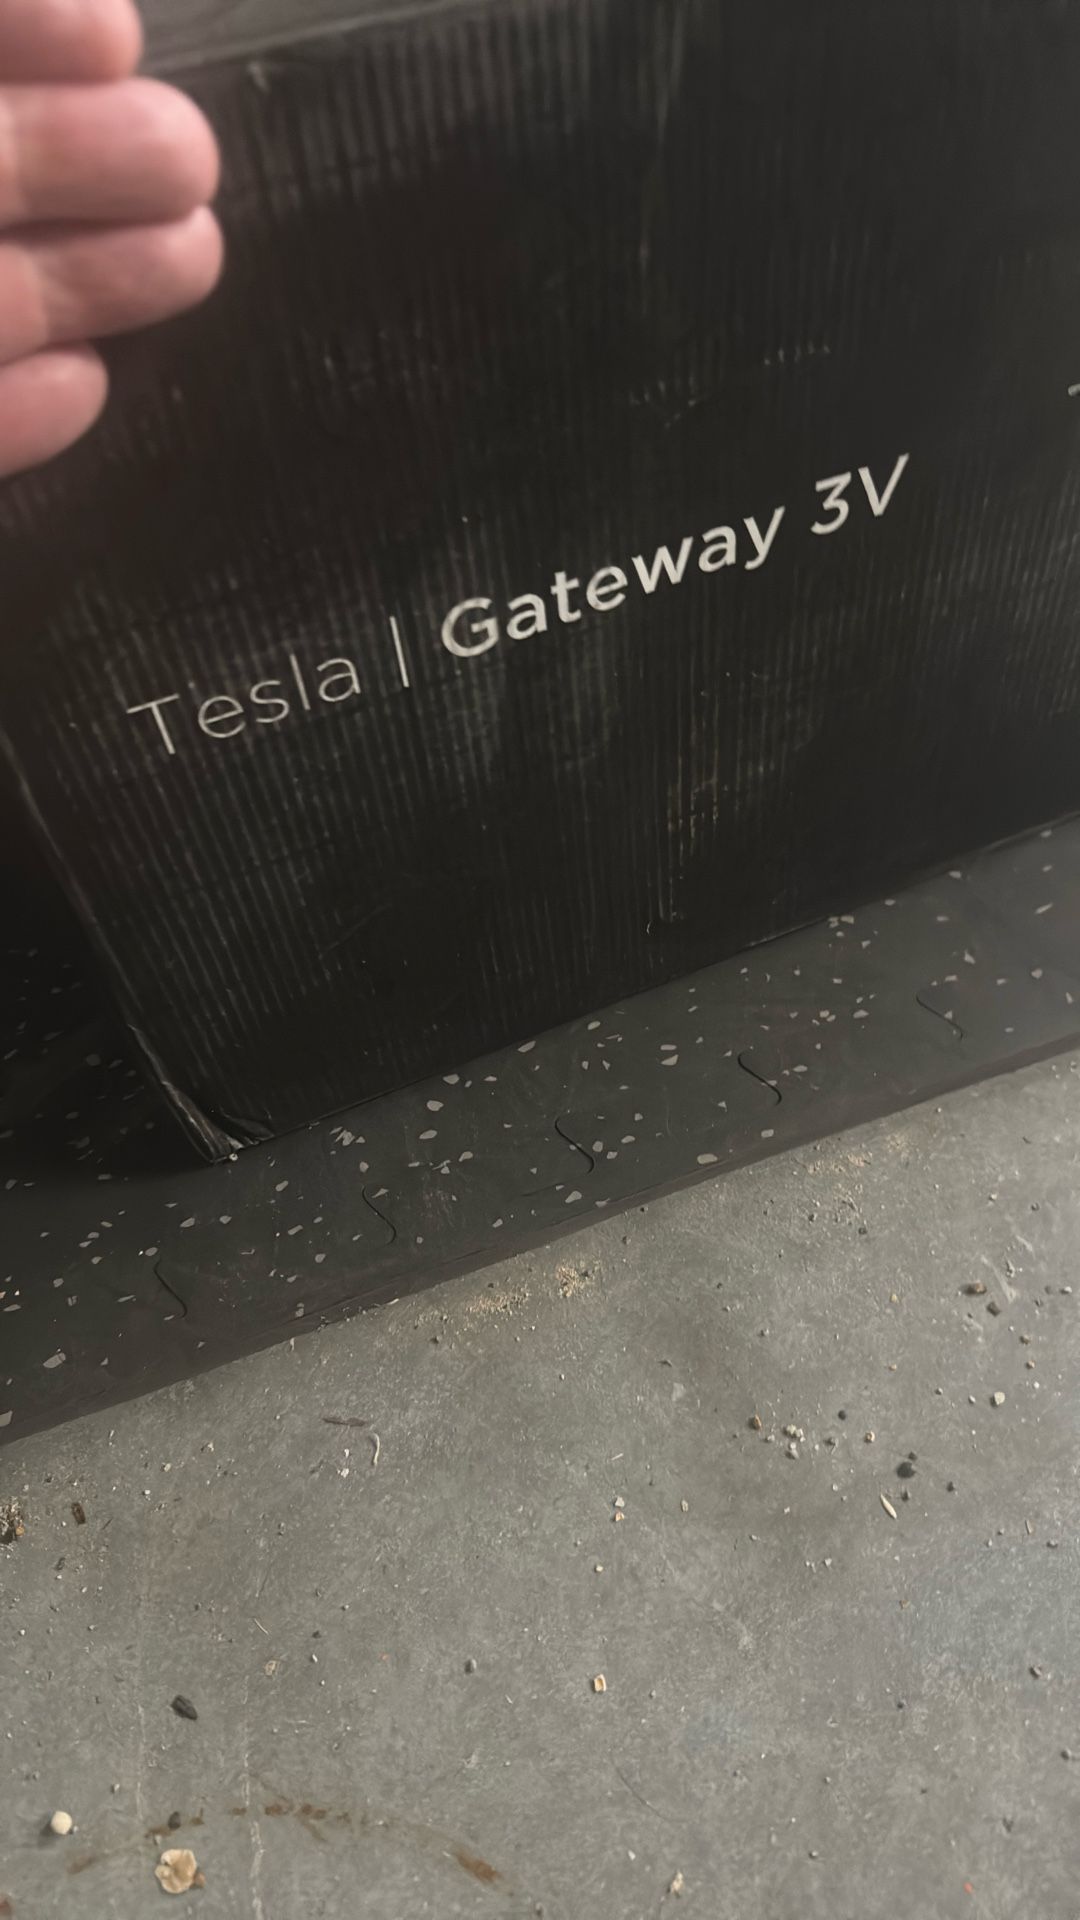 Tesla | Gateway 3V